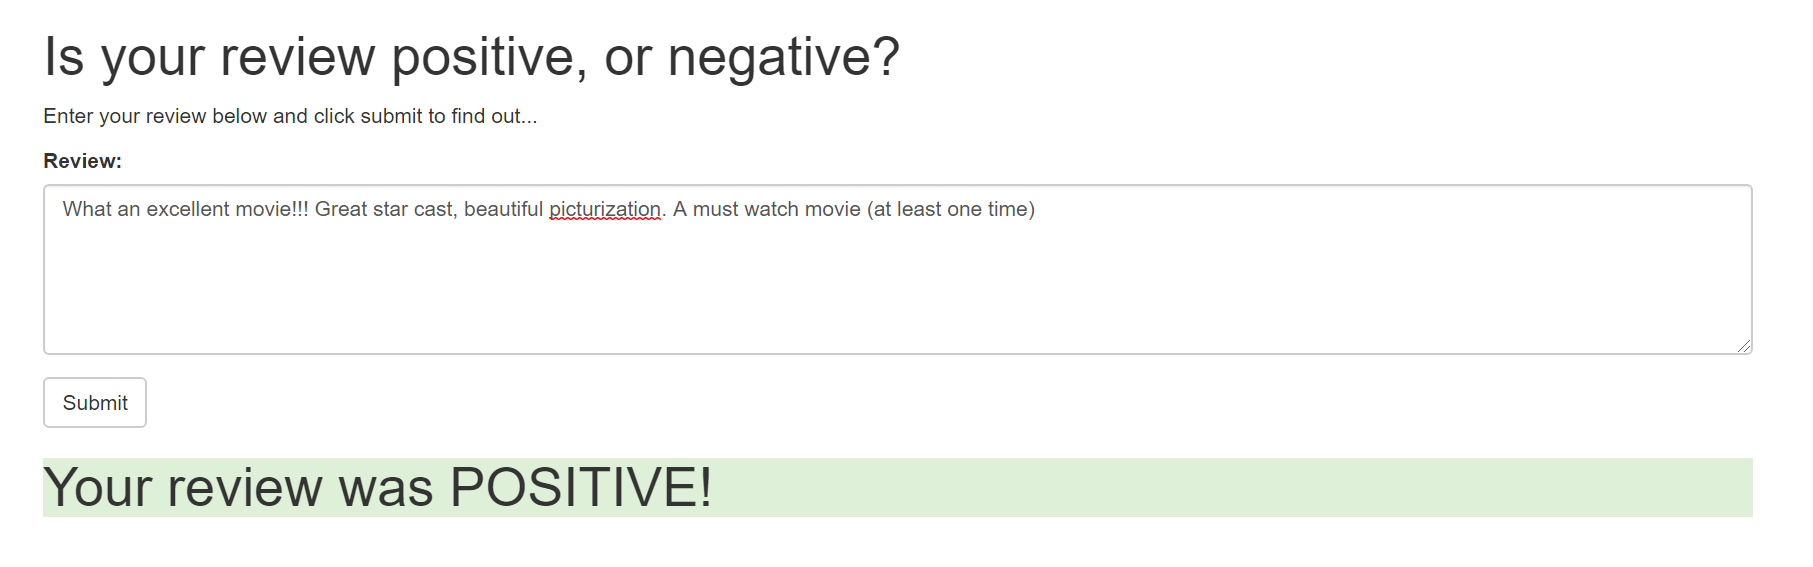 Is your review positive, or negative?
Enter your review below and click submit to find out...
Review:
What an excellent movie!!! Great star cast, beautiful picturization. A must watch movie (at least one time)
Submit
Your review was POSITIVE!